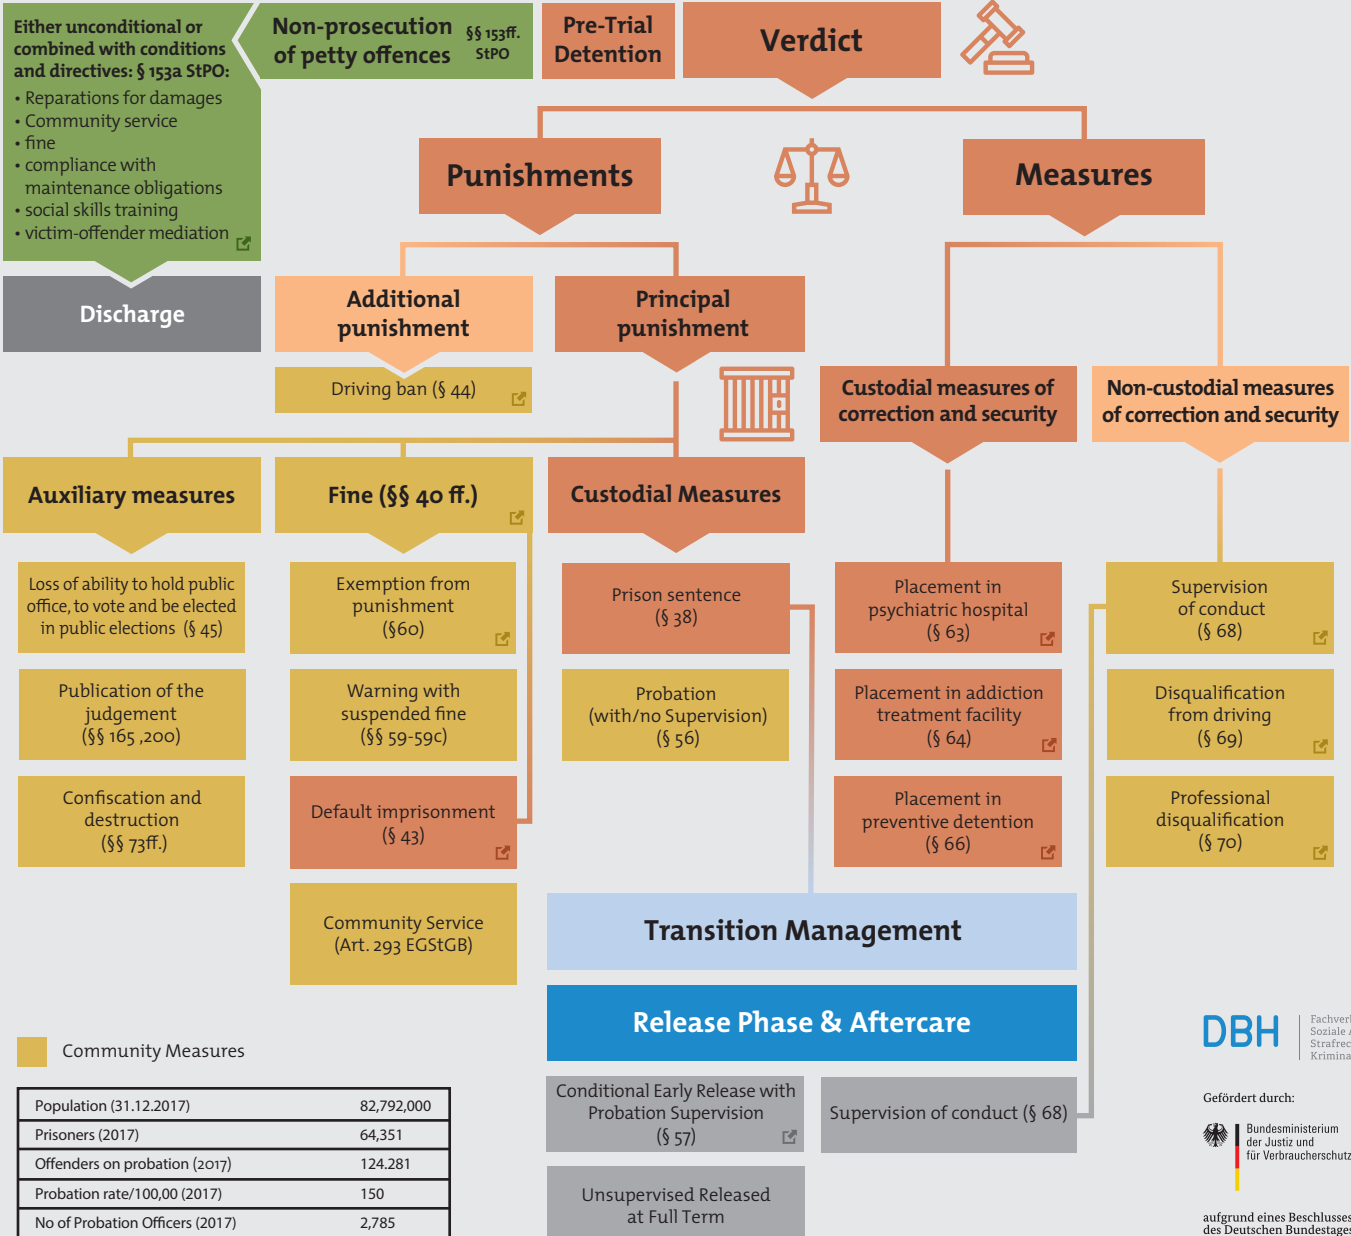 Either unconditional or
combined with conditions
and directives: § 153a StPO:
• Reparations for damages
• Community service
• fine
• compliance with
maintenance obligations
• social skills training
• victim-offender mediation
Non-prosecution
of petty offences
§§ 153ff.
StPO
Pre-Trial
Detention
Verdict
Punishments
Measures
Discharge
Additional
punishment
Principal
punishment
Driving ban (§ 44)
Custodial measures of
correction and security
Non-custodial measures
of correction and security
Auxiliary measures
Fine (§§ 40 ff.)
Custodial Measures
Loss of ability to hold public
office, to vote and be elected
in public elections (§ 45)
Exemption from
punishment
(§60)
Prison sentence
(§ 38)
Placement in
psychiatric hospital
(§ 63)
Supervision
of conduct
(§ 68)
Publication of the
judgement
(§§ 165 ,200)
Warning with
suspended fine
(§§ 59-59c)
Probation
(with/no Supervision)
(§ 56)
Placement in addiction
treatment facility
(§ 64)
Disqualification
from driving
(§ 69)
Confiscation and
destruction
(§§ 73ff.)
Default imprisonment
(§ 43)
Placement in
preventive detention
(§ 66)
Professional
disqualification
(§ 70)
Community Service
(Art. 293 EGStGB)
Transition Management
Release Phase & Aftercare
Conditional Early Release with
Probation Supervision
(§ 57)
Supervision of conduct (§ 68)
Unsupervised Released
at Full Term
Community Measures
Population (31.12.2017) 82,792,000
Prisoners (2017) 64,351
Offenders on probation (2017) 124.281
Probation rate/100,00 (2017) 150
No of Probation Officers (2017) 2,785
DBH
Soziale
Gefördert durch:
Bundesministerium
der Justiz und
für Verbraucherschutz
aufgrund eines Beschlusses
des Deutschen Bundestages